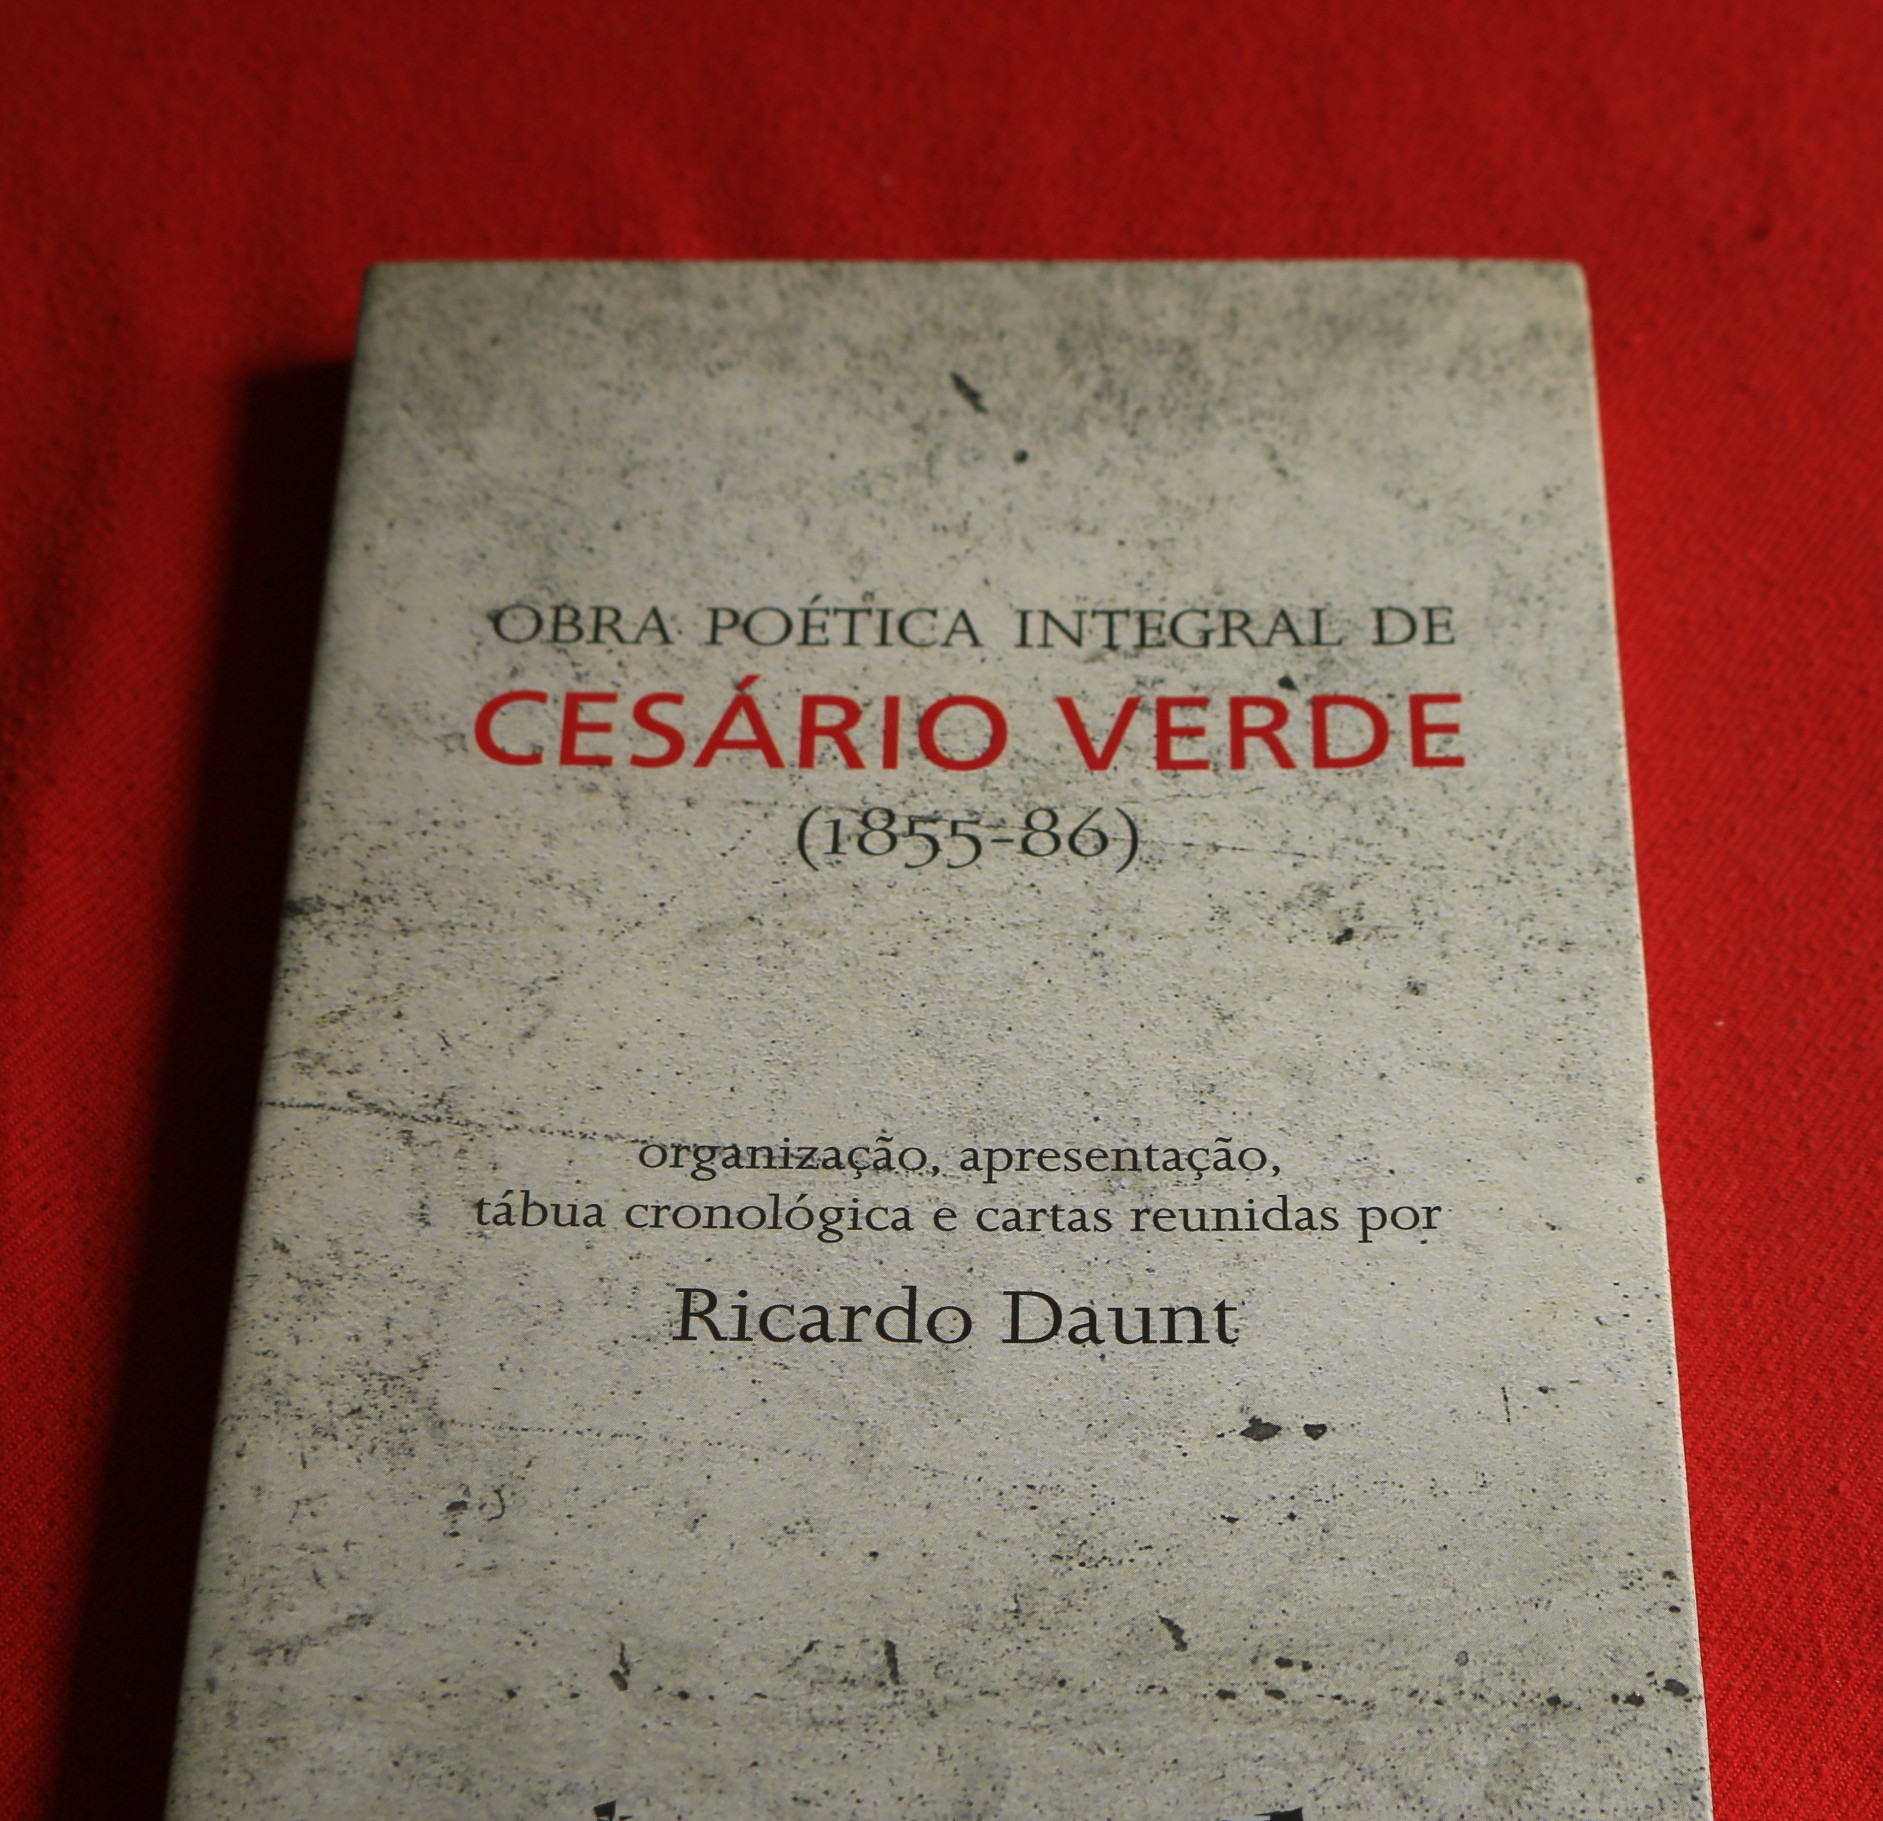 OBRA POÉTICA INTEGRAL DE
CESÁRIO VERDE
(1855-86)
organização, apresentação,
tábua cronológica e cartas reunidas por
Ricardo Daunt